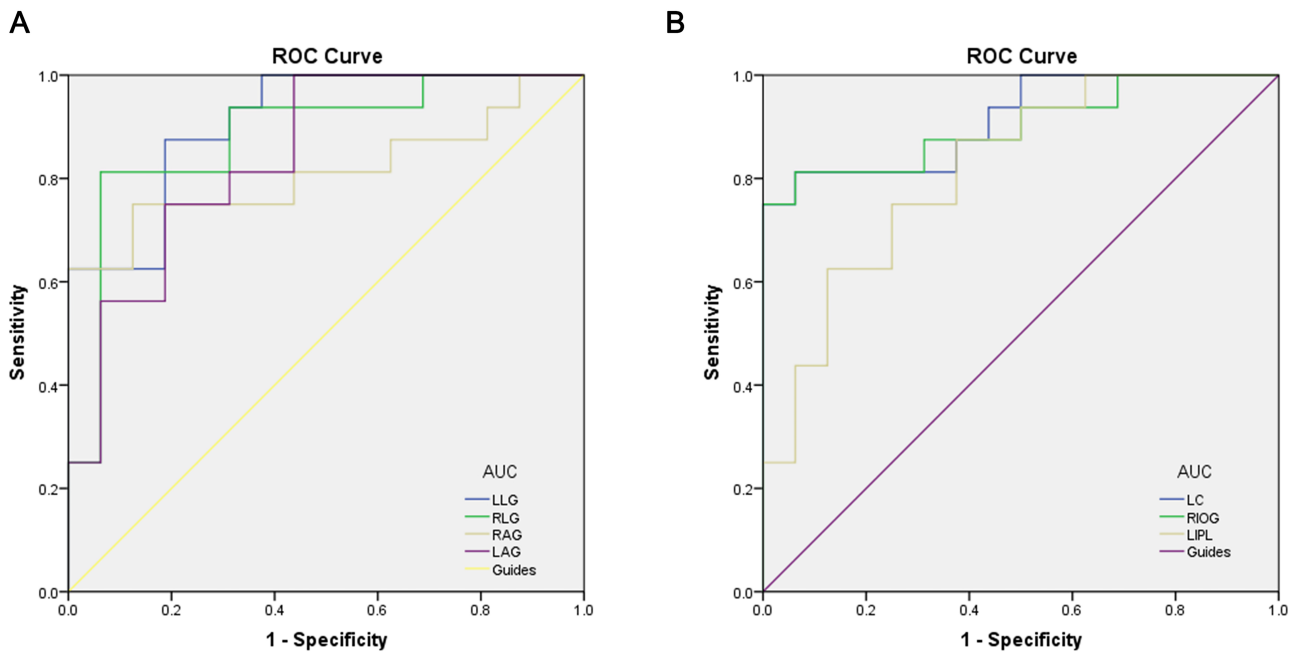 A
ROC Curve
1.0
0.8
0.6
0.4
0.2
0.0
Sensitivity
0.0 0.2 0.4 0.6 0.8 1.0
1 - Specificity
AUC
LLG
RLG
RAG
LAG
Guides
B
ROC Curve
1.0
0.8
0.6
0.4
0.2
0.0
Sensitivity
0.0 0.2 0.4 0.6 0.8 1.0
1 - Specificity
AUC
LC
RIOG
LIPL
Guides